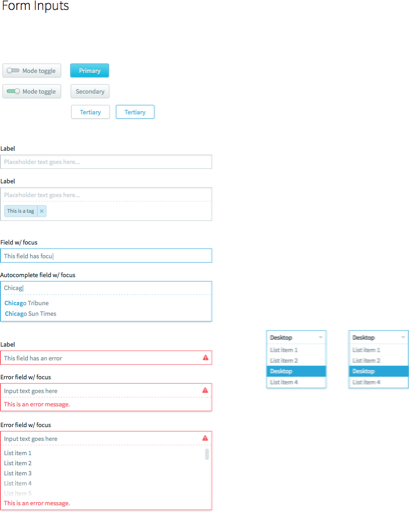 Form Inputs
Mode toggle
Primary
Mode toggle
Secondary
Tertiary
Tertiary
Label
Placeholder text goes here...
Label
Placeholder text goes here...
This is a tag ×
Field w/ focus
This field has focu
Autocomplete field w/ focus
Chicag
Chicago Tribune
Chicago Sun Times
Label
This field has an error
Error field w/ focus
Input text goes here
This is an error message.
Error field w/ focus
Input text goes here
List item 1
List item 2
List item 3
List item 4
List item 5
This is an error message.
Desktop
List item 1
List item 2
Desktop
List item 4
Desktop
List item 1
List item 2
Desktop
List item 4